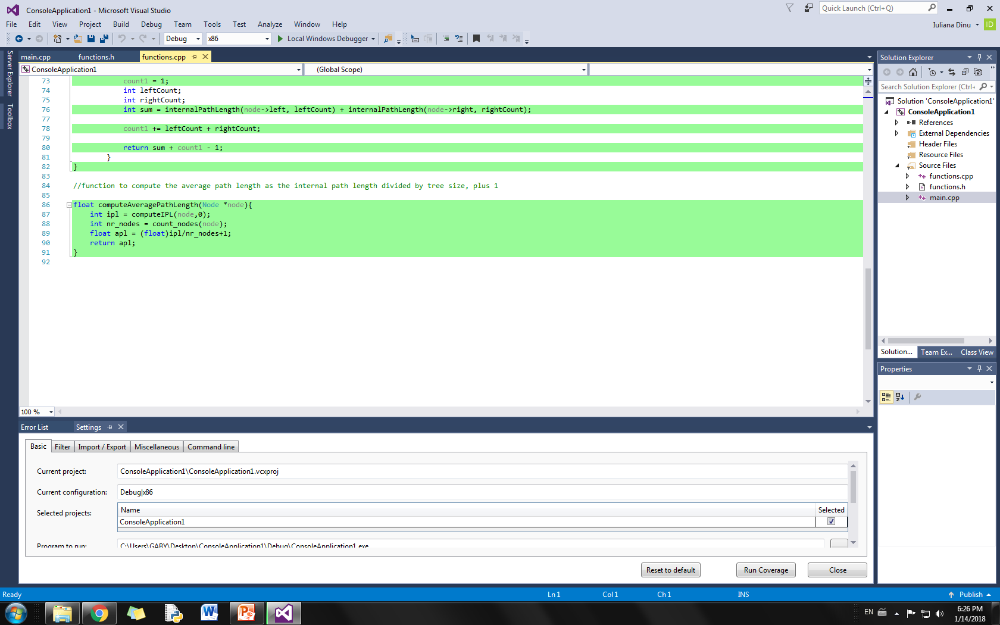 ConsoleApplication1 - Microsoft Visual Studio
Quick Launch (Ctrl+Q)
File Edit View Project Build Debug Team Tools Test Analyze Window Help
Iuliana Dinu ID
Debug x86 Local Windows Debugger
Server Explorer
Toolbox
main.cpp functions.h functions.cpp
ConsoleApplication1 (Global Scope)
73 count1 = 1;
74 int leftCount;
75 int rightCount;
76 int sum = internalPathLength(node->left, leftCount) + internalPathLength(node->right, rightCount);
77
78 count1 += leftCount + rightCount;
79
80 return sum + count1 - 1;
81 }
82 }
83
84 //function to compute the average path length as the internal path length divided by tree size, plus 1
85
86 float computeAveragePathLength(Node *node){
87 int ipl = computeIPL(node,0);
88 int nr_nodes = count_nodes(node);
89 float apl = (float)ipl/nr_nodes+1;
90 return apl;
91 }
92
100 %
Solution Explorer
Search Solution Explorer (Ctrl+
Solution 'ConsoleApplication1'
ConsoleApplication1
References
External Dependencies
Header Files
Resource Files
Source Files
functions.cpp
functions.h
main.cpp
Solution... Team Ex... Class View
Properties
Error List Settings
Basic Filter Import / Export Miscellaneous Command line
Current project: ConsoleApplication1\ConsoleApplication1.vcxproj
Current configuration: Debug|x86
Selected projects: Name Selected
ConsoleApplication1
Program to run: C:\Users\GABY\Desktop\ConsoleApplication1\Debug\ConsoleApplication1.exe
Reset to default Run Coverage Close
Ready Ln 1 Col 1 Ch 1 INS Publish
EN 6:26 PM
1/14/2018